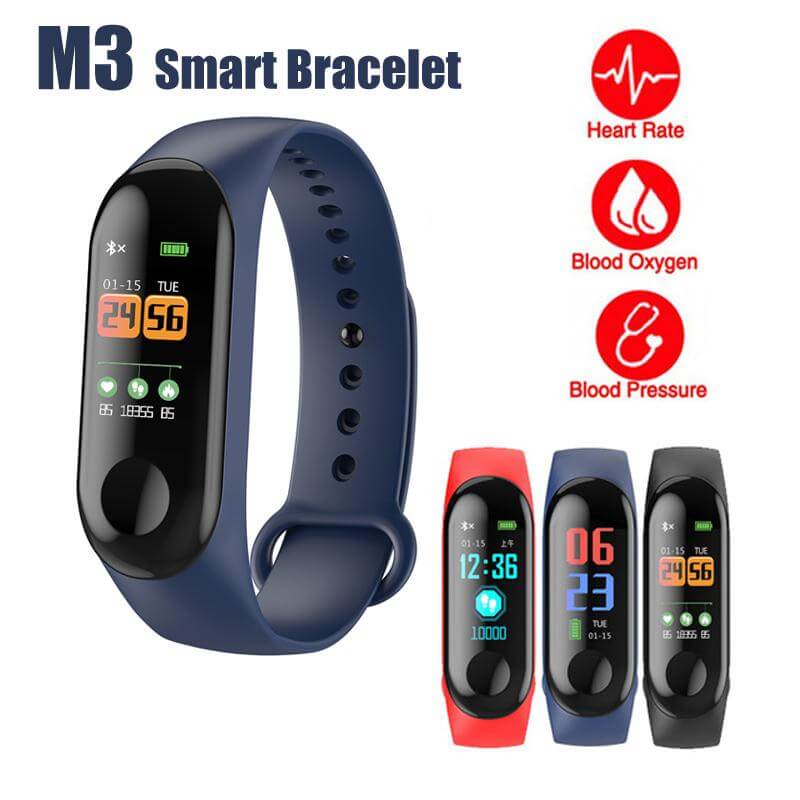 M3 Smart Bracelet
Heart Rate
Blood Oxygen
Blood Pressure
01-15 TUE
24 56
85 18355 85
01-15 上午
12:36
10000
06
23
TUE
01-15
01-15 TUE
24 56
85 18355 85